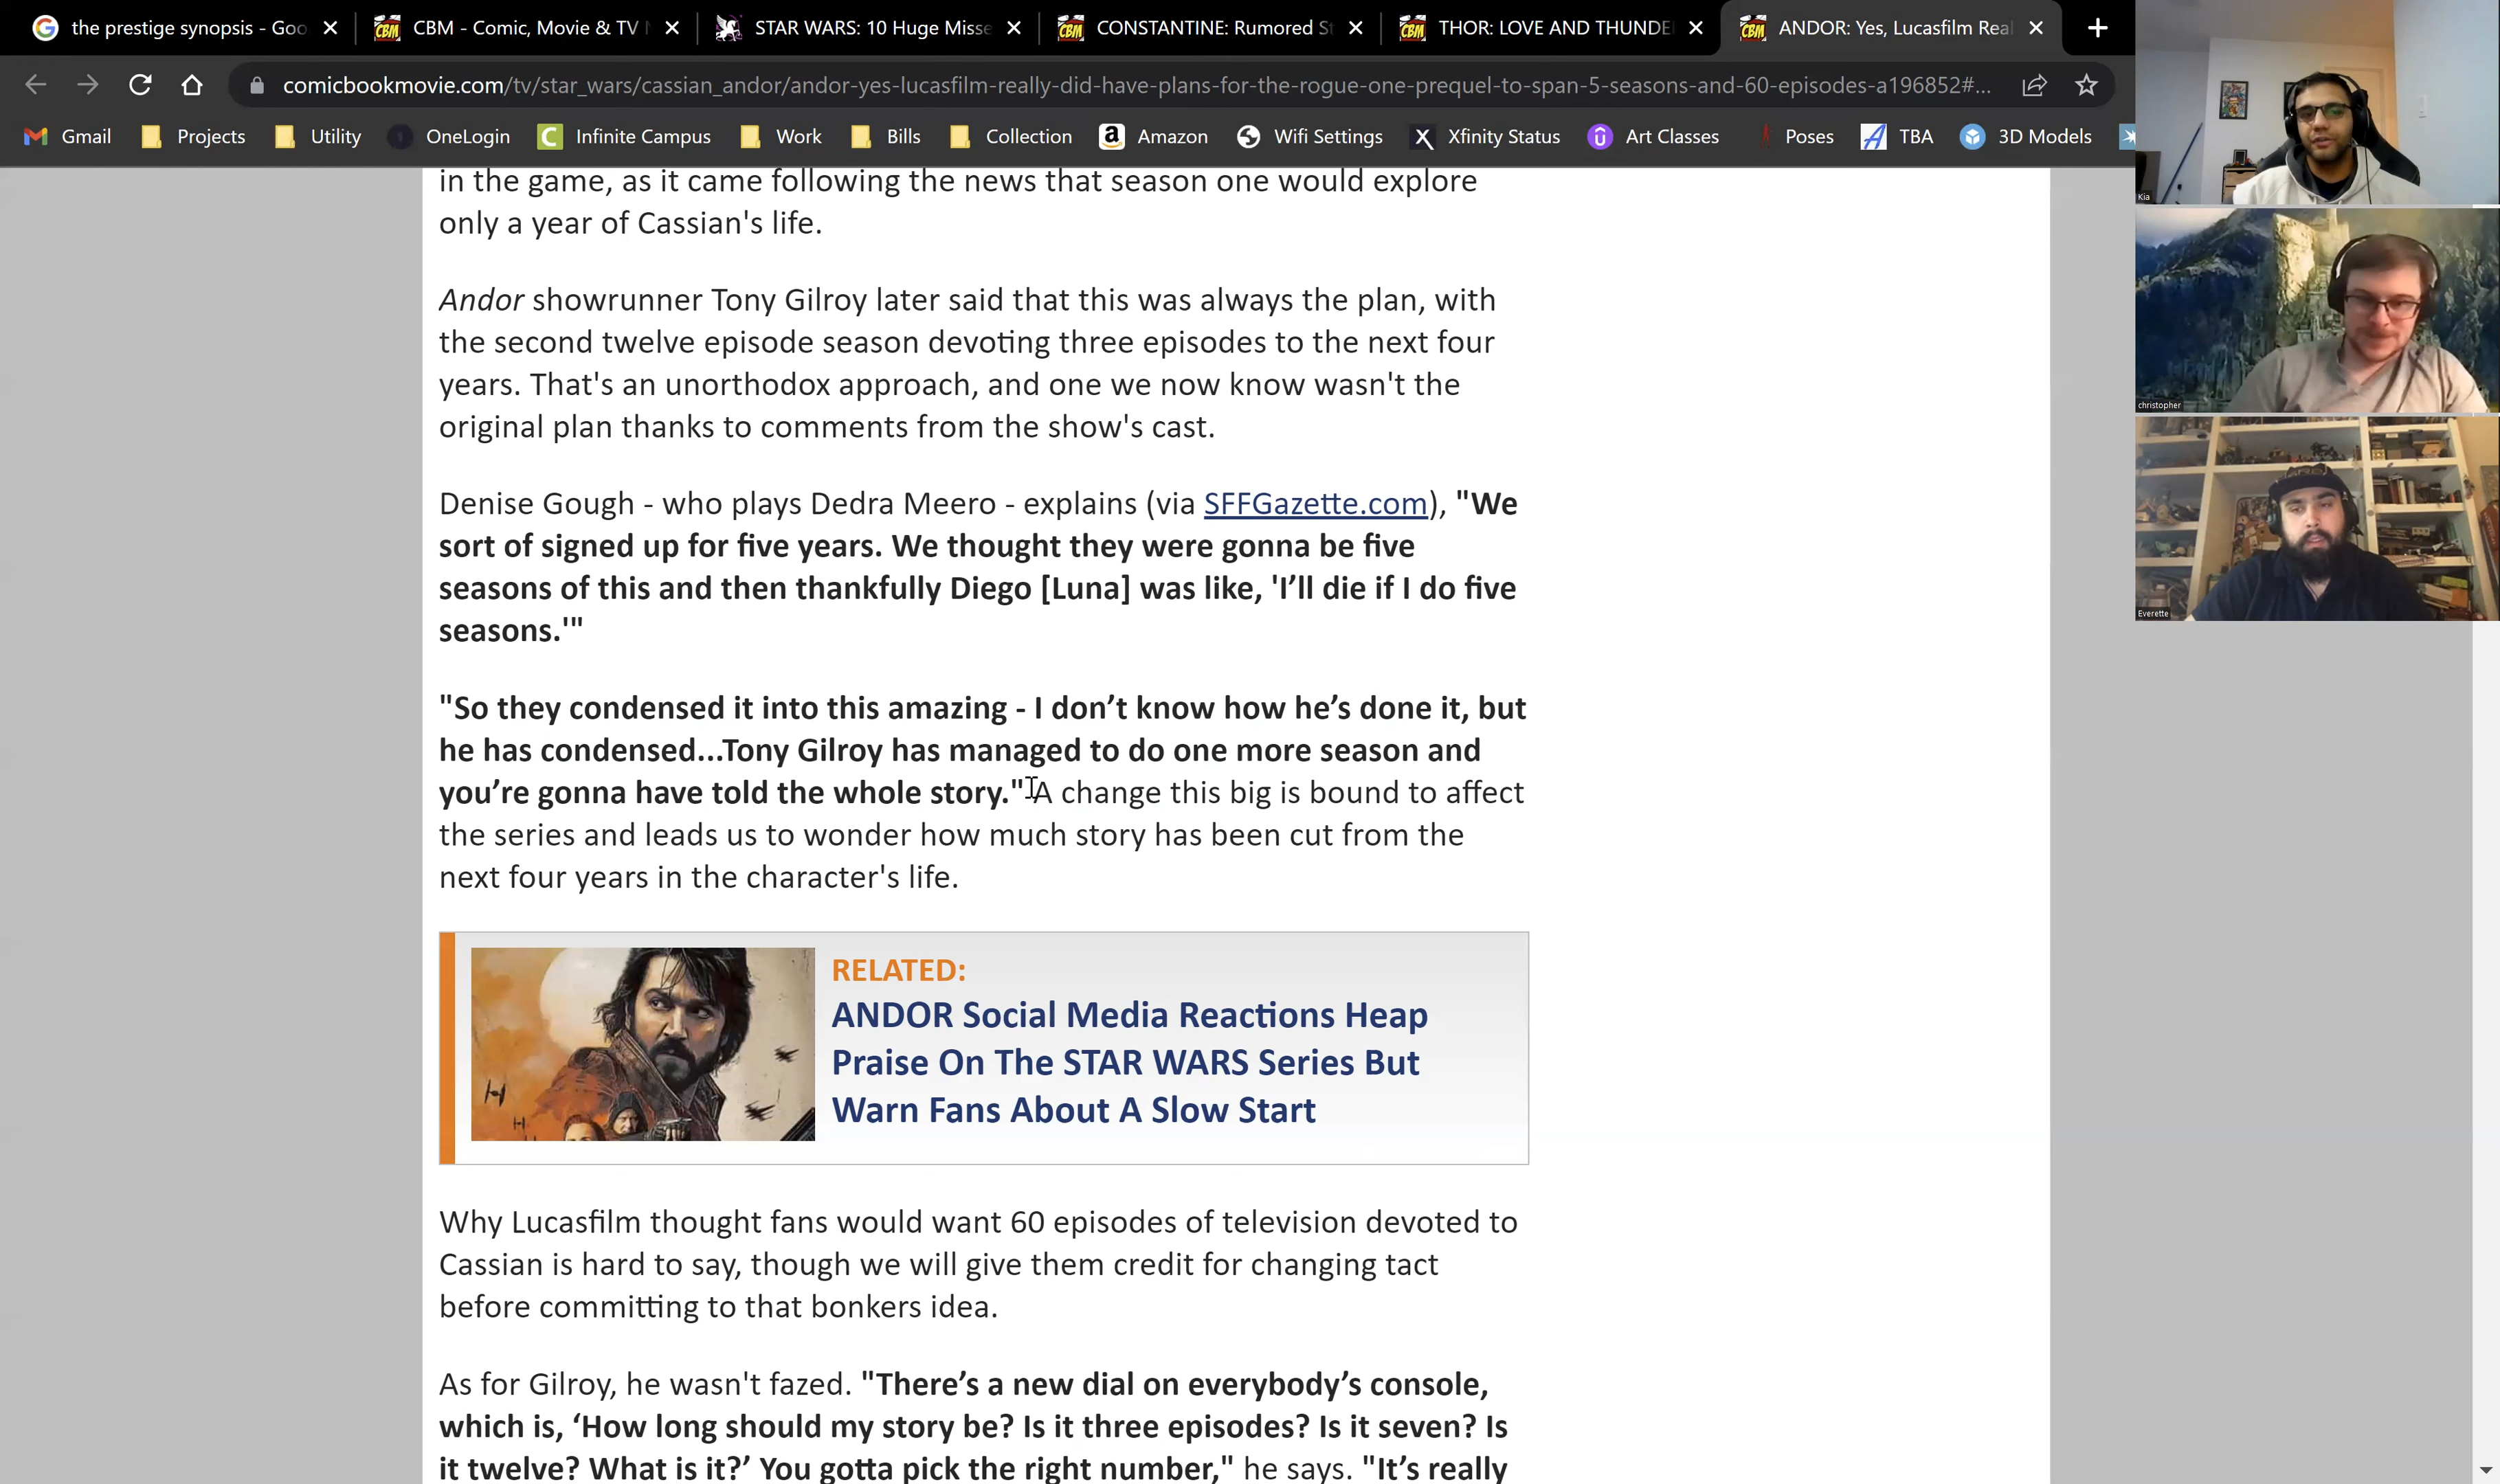 the prestige synopsis - Goo
CBM - Comic, Movie & TV
STAR WARS: 10 Huge Misse
CONSTANTINE: Rumored St
THOR: LOVE AND THUNDE
ANDOR: Yes, Lucasfilm Real
comicbookmovie.com/tv/star_wars/cassian_andor/andor-yes-lucasfilm-really-did-have-plans-for-the-rogue-one-prequel-to-span-5-seasons-and-60-episodes-a196852#...
Gmail Projects Utility OneLogin Infinite Campus Work Bills Collection Amazon Wifi Settings Xfinity Status Art Classes Poses TBA 3D Models
in the game, as it came following the news that season one would explore
only a year of Cassian's life.
Andor showrunner Tony Gilroy later said that this was always the plan, with
the second twelve episode season devoting three episodes to the next four
years. That's an unorthodox approach, and one we now know wasn't the
original plan thanks to comments from the show's cast.
Denise Gough - who plays Dedra Meero - explains (via SFFGazette.com), "We
sort of signed up for five years. We thought they were gonna be five
seasons of this and then thankfully Diego [Luna] was like, 'I’ll die if I do five
seasons.'"
"So they condensed it into this amazing - I don’t know how he’s done it, but
he has condensed...Tony Gilroy has managed to do one more season and
you’re gonna have told the whole story." A change this big is bound to affect
the series and leads us to wonder how much story has been cut from the
next four years in the character's life.
RELATED:
ANDOR Social Media Reactions Heap
Praise On The STAR WARS Series But
Warn Fans About A Slow Start
Why Lucasfilm thought fans would want 60 episodes of television devoted to
Cassian is hard to say, though we will give them credit for changing tact
before committing to that bonkers idea.
As for Gilroy, he wasn't fazed. "There’s a new dial on everybody’s console,
which is, ‘How long should my story be? Is it three episodes? Is it seven? Is
it twelve? What is it?’ You gotta pick the right number," he says. "It’s really
Kia
christopher
Everette